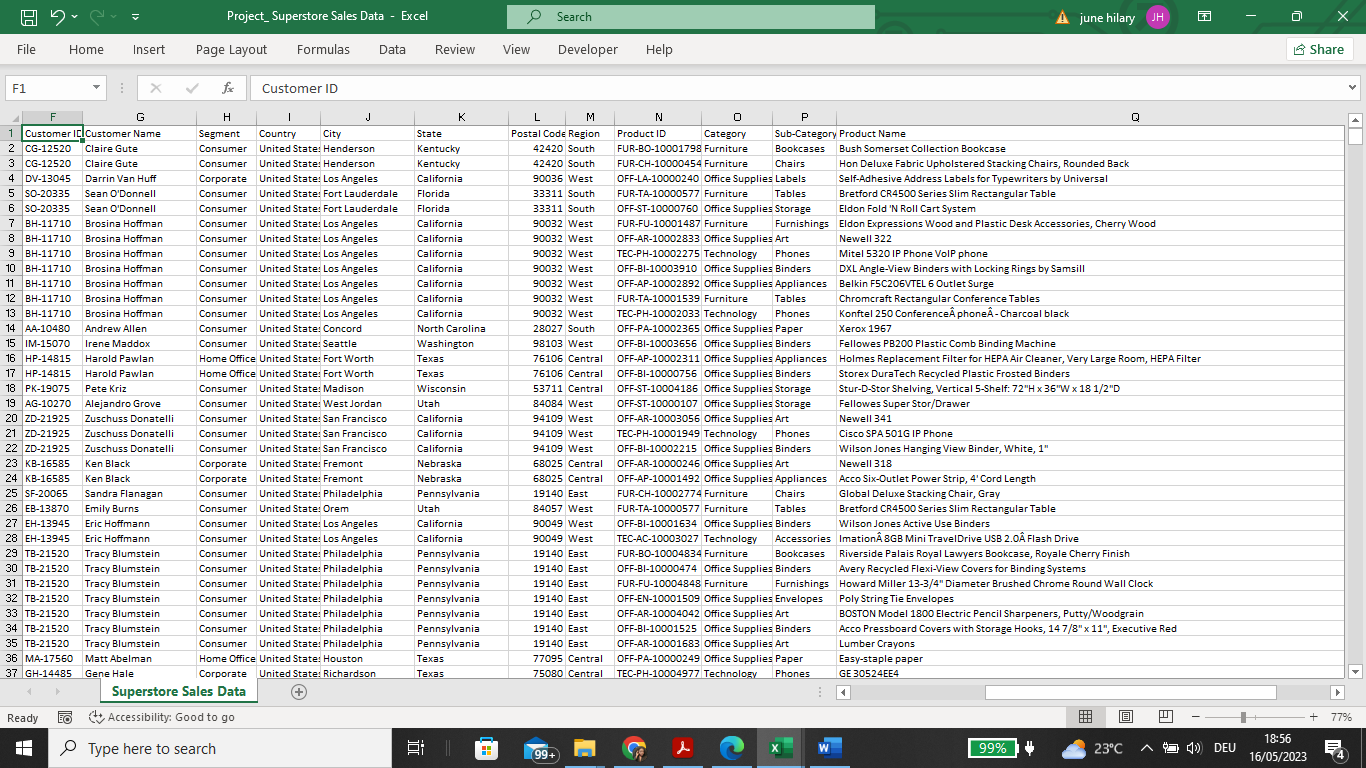 Project_ Superstore Sales Data - Excel Search june hilary JH
File Home Insert Page Layout Formulas Data Review View Developer Help Share
F1 fx Customer ID
F G H I J K L M N O P Q
1 Customer ID Customer Name Segment Country City State Postal Code Region Product ID Category Sub-Category Product Name
2 CG-12520 Claire Gute Consumer United States Henderson Kentucky 42420 South FUR-BO-10001798 Furniture Bookcases Bush Somerset Collection Bookcase
3 CG-12520 Claire Gute Consumer United States Henderson Kentucky 42420 South FUR-CH-10000454 Furniture Chairs Hon Deluxe Fabric Upholstered Stacking Chairs, Rounded Back
4 DV-13045 Darrin Van Huff Corporate United States Los Angeles California 90036 West OFF-LA-10000240 Office Supplies Labels Self-Adhesive Address Labels for Typewriters by Universal
5 SO-20335 Sean O'Donnell Consumer United States Fort Lauderdale Florida 33311 South FUR-TA-10000577 Furniture Tables Bretford CR4500 Series Slim Rectangular Table
6 SO-20335 Sean O'Donnell Consumer United States Fort Lauderdale Florida 33311 South OFF-ST-10000760 Office Supplies Storage Eldon Fold 'N Roll Cart System
7 BH-11710 Brosina Hoffman Consumer United States Los Angeles California 90032 West FUR-FU-10001487 Furniture Furnishings Eldon Expressions Wood and Plastic Desk Accessories, Cherry Wood
8 BH-11710 Brosina Hoffman Consumer United States Los Angeles California 90032 West OFF-AR-10002833 Office Supplies Art Newell 322
9 BH-11710 Brosina Hoffman Consumer United States Los Angeles California 90032 West TEC-PH-10002275 Technology Phones Mitel 5320 IP Phone VoIP phone
10 BH-11710 Brosina Hoffman Consumer United States Los Angeles California 90032 West OFF-BI-10003910 Office Supplies Binders DXL Angle-View Binders with Locking Rings by Samsill
11 BH-11710 Brosina Hoffman Consumer United States Los Angeles California 90032 West OFF-AP-10002892 Office Supplies Appliances Belkin F5C206VTEL 6 Outlet Surge
12 BH-11710 Brosina Hoffman Consumer United States Los Angeles California 90032 West FUR-TA-10001539 Furniture Tables Chromcraft Rectangular Conference Tables
13 BH-11710 Brosina Hoffman Consumer United States Los Angeles California 90032 West TEC-PH-10002033 Technology Phones Konftel 250 ConferenceÂ phoneÂ - Charcoal black
14 AA-10480 Andrew Allen Consumer United States Concord North Carolina 28027 South OFF-PA-10002365 Office Supplies Paper Xerox 1967
15 IM-15070 Irene Maddox Consumer United States Seattle Washington 98103 West OFF-BI-10003656 Office Supplies Binders Fellowes PB200 Plastic Comb Binding Machine
16 HP-14815 Harold Pawlan Home Office United States Fort Worth Texas 76106 Central OFF-AP-10002311 Office Supplies Appliances Holmes Replacement Filter for HEPA Air Cleaner, Very Large Room, HEPA Filter
17 HP-14815 Harold Pawlan Home Office United States Fort Worth Texas 76106 Central OFF-BI-10000756 Office Supplies Binders Storex DuraTech Recycled Plastic Frosted Binders
18 PK-19075 Pete Kriz Consumer United States Madison Wisconsin 53711 Central OFF-ST-10004186 Office Supplies Storage Stur-D-Stor Shelving, Vertical 5-Shelf: 72"H x 36"W x 18 1/2"D
19 AG-10270 Alejandro Grove Consumer United States West Jordan Utah 84084 West OFF-ST-10000107 Office Supplies Storage Fellowes Super Stor/Drawer
20 ZD-21925 Zuschuss Donatelli Consumer United States San Francisco California 94109 West OFF-AR-10003056 Office Supplies Art Newell 341
21 ZD-21925 Zuschuss Donatelli Consumer United States San Francisco California 94109 West TEC-PH-10001949 Technology Phones Cisco SPA 501G IP Phone
22 ZD-21925 Zuschuss Donatelli Consumer United States San Francisco California 94109 West OFF-BI-10002215 Office Supplies Binders Wilson Jones Hanging View Binder, White, 1"
23 KB-16585 Ken Black Corporate United States Fremont Nebraska 68025 Central OFF-AR-10000246 Office Supplies Art Newell 318
24 KB-16585 Ken Black Corporate United States Fremont Nebraska 68025 Central OFF-AP-10001492 Office Supplies Appliances Acco Six-Outlet Power Strip, 4' Cord Length
25 SF-20065 Sandra Flanagan Consumer United States Philadelphia Pennsylvania 19140 East FUR-CH-10002774 Furniture Chairs Global Deluxe Stacking Chair, Gray
26 EB-13870 Emily Burns Consumer United States Orem Utah 84057 West FUR-TA-10000577 Furniture Tables Bretford CR4500 Series Slim Rectangular Table
27 EH-13945 Eric Hoffmann Consumer United States Los Angeles California 90049 West OFF-BI-10001634 Office Supplies Binders Wilson Jones Active Use Binders
28 EH-13945 Eric Hoffmann Consumer United States Los Angeles California 90049 West TEC-AC-10003027 Technology Accessories ImationÂ 8GB Mini TravelDrive USB 2.0Â Flash Drive
29 TB-21520 Tracy Blumstein Consumer United States Philadelphia Pennsylvania 19140 East FUR-BO-10004834 Furniture Bookcases Riverside Palais Royal Lawyers Bookcase, Royale Cherry Finish
30 TB-21520 Tracy Blumstein Consumer United States Philadelphia Pennsylvania 19140 East OFF-BI-10000474 Office Supplies Binders Avery Recycled Flexi-View Covers for Binding Systems
31 TB-21520 Tracy Blumstein Consumer United States Philadelphia Pennsylvania 19140 East FUR-FU-10004848 Furniture Furnishings Howard Miller 13-3/4" Diameter Brushed Chrome Round Wall Clock
32 TB-21520 Tracy Blumstein Consumer United States Philadelphia Pennsylvania 19140 East OFF-EN-10001509 Office Supplies Envelopes Poly String Tie Envelopes
33 TB-21520 Tracy Blumstein Consumer United States Philadelphia Pennsylvania 19140 East OFF-AR-10004042 Office Supplies Art BOSTON Model 1800 Electric Pencil Sharpeners, Putty/Woodgrain
34 TB-21520 Tracy Blumstein Consumer United States Philadelphia Pennsylvania 19140 East OFF-BI-10001525 Office Supplies Binders Acco Pressboard Covers with Storage Hooks, 14 7/8" x 11", Executive Red
35 TB-21520 Tracy Blumstein Consumer United States Philadelphia Pennsylvania 19140 East OFF-AR-10001683 Office Supplies Art Lumber Crayons
36 MA-17560 Matt Abelman Home Office United States Houston Texas 77095 Central OFF-PA-10000249 Office Supplies Paper Easy-staple paper
37 GH-14485 Gene Hale Corporate United States Richardson Texas 75080 Central TEC-PH-10004977 Technology Phones GE 30524EE4
Superstore Sales Data
Ready Accessibility: Good to go 77%
Type here to search 99+ 99% 23°C DEU 18:56
16/05/2023 4